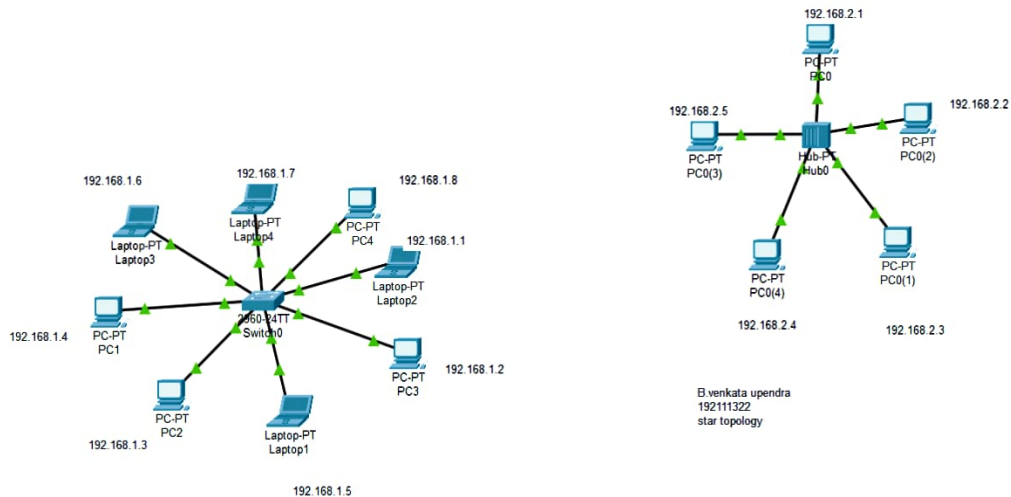 192.168.2.1
PC-PT
PC0
192.168.2.5
192.168.2.2
PC-PT
PC0(3)
Hub-PT
Hub0
PC-PT
PC0(2)
PC-PT
PC0(4)
PC-PT
PC0(1)
192.168.2.4
192.168.2.3
192.168.1.6
192.168.1.7
192.168.1.8
Laptop-PT
Laptop3
Laptop-PT
Laptop4
PC-PT
PC4
192.168.1.1
Laptop-PT
Laptop2
192.168.1.4
PC-PT
PC1
2960-24TT
Switch0
PC-PT
PC3
192.168.1.2
PC-PT
PC2
192.168.1.3
Laptop-PT
Laptop1
192.168.1.5
B.venkata upendra
192111322
star topology